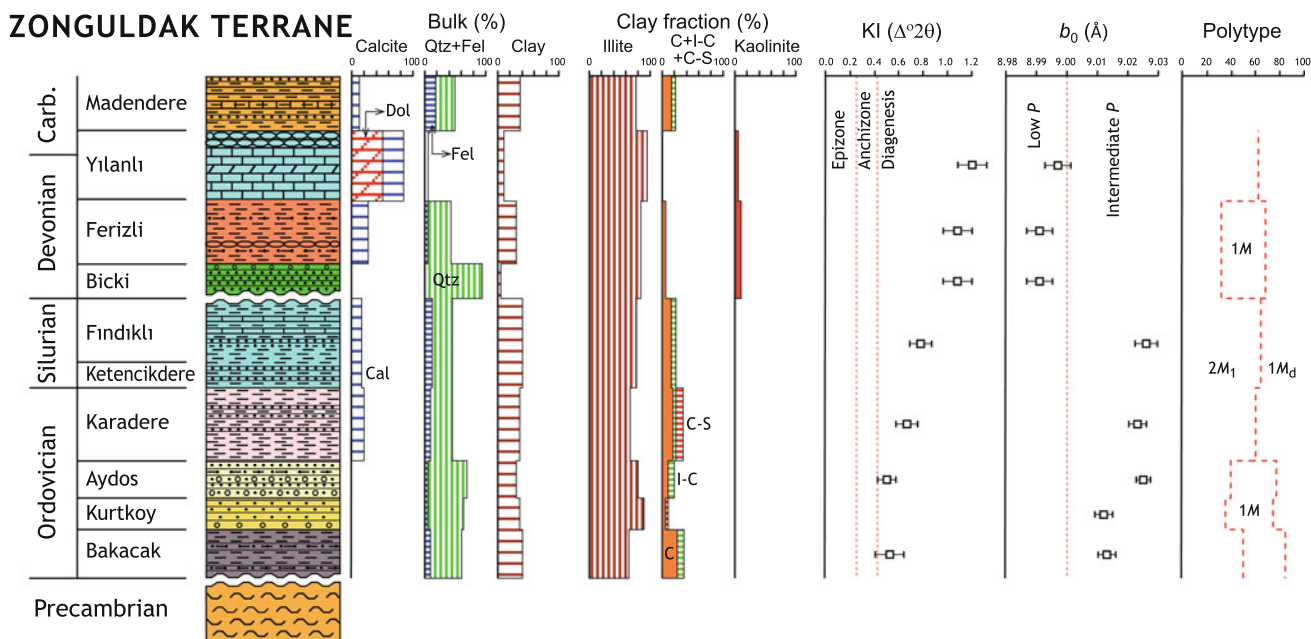 ZONGULDAK TERRANE
Bulk (%)
Clay fraction (%)
KI (Δ°2θ)
b₀ (Å)
Polytype
Calcite
Qtz+Fel
Clay
Illite
C+I-C
+C-S
Kaolinite
0 100
0 100
0 100
0 100
0 100
0 100
0.0 0.2 0.4 0.6 0.8 1.0 1.2
8.98 8.99 9.00 9.01 9.02 9.03
0 20 40 60 80 100
Carb.
Devonian
Silurian
Ordovician
Madendere
Yılanlı
Ferizli
Bicki
Fındıklı
Ketencikdere
Karadere
Aydos
Kurtkoy
Bakacak
Precambrian
Dol
Fel
Qtz
Cal
C-S
I-C
C
Epizone
Anchizone
Diagenesis
Low P
Intermediate P
1M
2M₁
1Md
1M